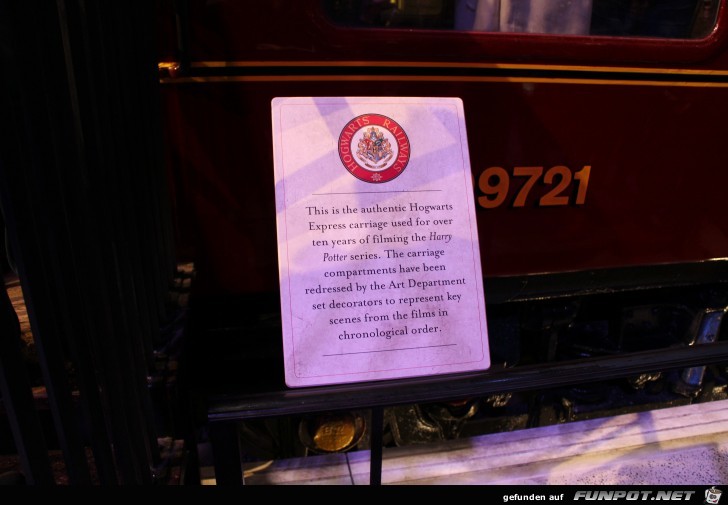 HOGWARTS RAILWAYS
This is the authentic Hogwarts
Express carriage used for over
ten years of filming the Harry
Potter series. The carriage
compartments have been
redressed by the Art Department
set decorators to represent key
scenes from the films in
chronological order.
9721
gefunden auf FUNPOT.NET